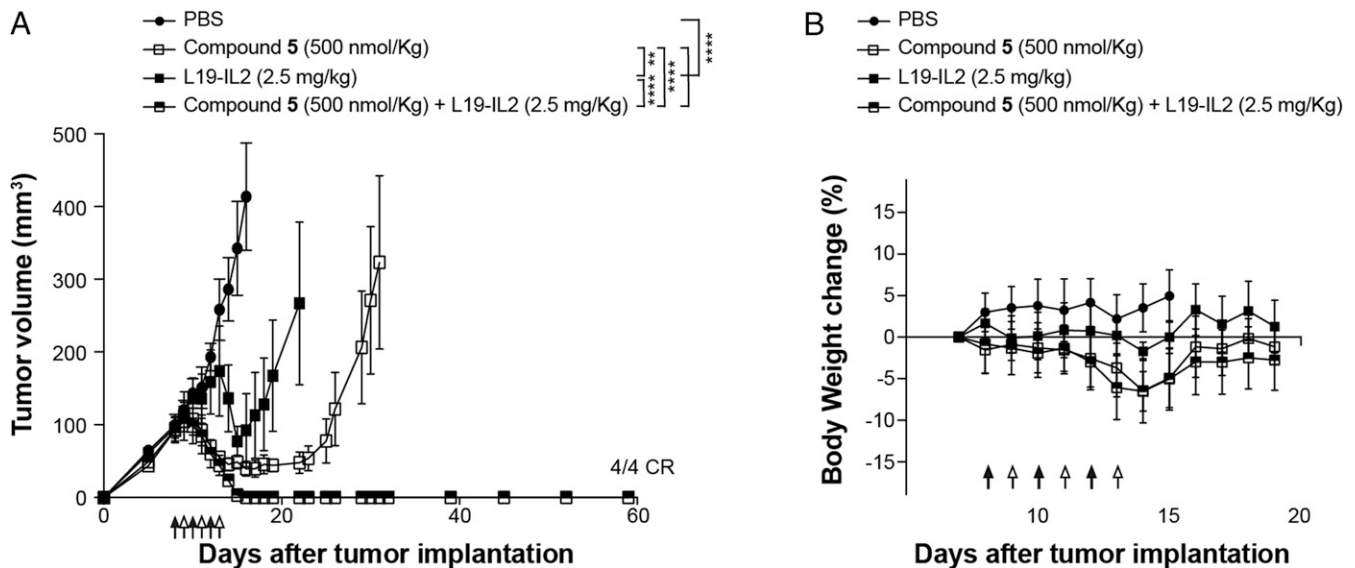 A
PBS
Compound 5 (500 nmol/Kg)
L19-IL2 (2.5 mg/kg)
Compound 5 (500 nmol/Kg) + L19-IL2 (2.5 mg/Kg)
**
****
****
****
Tumor volume (mm³)
500
400
300
200
100
0
4/4 CR
0
20
40
60
Days after tumor implantation
B
PBS
Compound 5 (500 nmol/Kg)
L19-IL2 (2.5 mg/kg)
Compound 5 (500 nmol/Kg) + L19-IL2 (2.5 mg/Kg)
Body Weight change (%)
15
10
5
0
-5
-10
-15
10
15
20
Days after tumor implantation